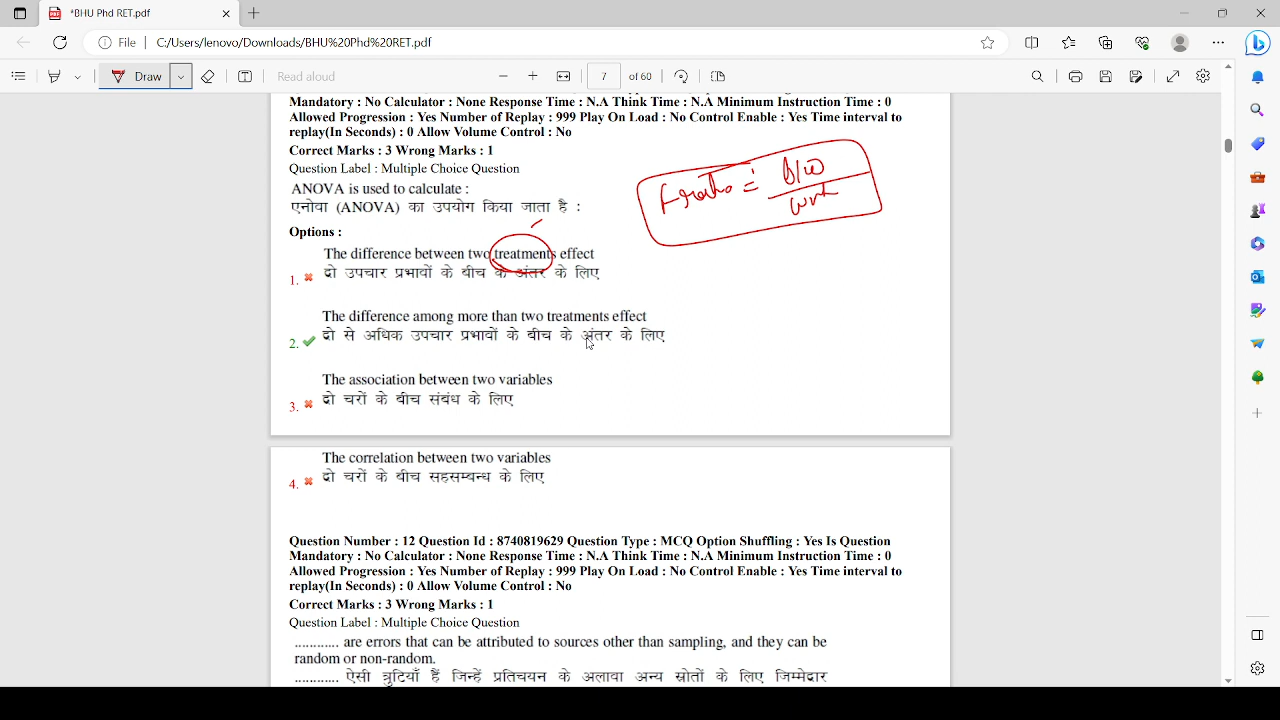 *BHU Phd RET.pdf
File | C:/Users/lenovo/Downloads/BHU%20Phd%20RET.pdf
Draw
Read aloud
7 of 60
Mandatory : No Calculator : None Response Time : N.A Think Time : N.A Minimum Instruction Time : 0
Allowed Progression : Yes Number of Replay : 999 Play On Load : No Control Enable : Yes Time interval to
replay(In Seconds) : 0 Allow Volume Control : No
Correct Marks : 3 Wrong Marks : 1
Question Label : Multiple Choice Question
ANOVA is used to calculate :
एनोवा (ANOVA) का उपयोग किया जाता है :
F ratio = b/w
Options :
The difference between two treatments effect
1. दो उपचार प्रभावों के बीच के अंतर के लिए
The difference among more than two treatments effect
2. दो से अधिक उपचार प्रभावों के बीच के अंतर के लिए
The association between two variables
3. दो चरों के बीच संबंध के लिए
The correlation between two variables
4. दो चरों के बीच सहसम्बन्ध के लिए
Question Number : 12 Question Id : 8740819629 Question Type : MCQ Option Shuffling : Yes Is Question
Mandatory : No Calculator : None Response Time : N.A Think Time : N.A Minimum Instruction Time : 0
Allowed Progression : Yes Number of Replay : 999 Play On Load : No Control Enable : Yes Time interval to
replay(In Seconds) : 0 Allow Volume Control : No
Correct Marks : 3 Wrong Marks : 1
Question Label : Multiple Choice Question
............ are errors that can be attributed to sources other than sampling, and they can be
random or non-random.
............ ऐसी त्रुटियाँ हैं जिन्हें प्रतिचयन के अलावा अन्य स्रोतों के लिए जिम्मेदार